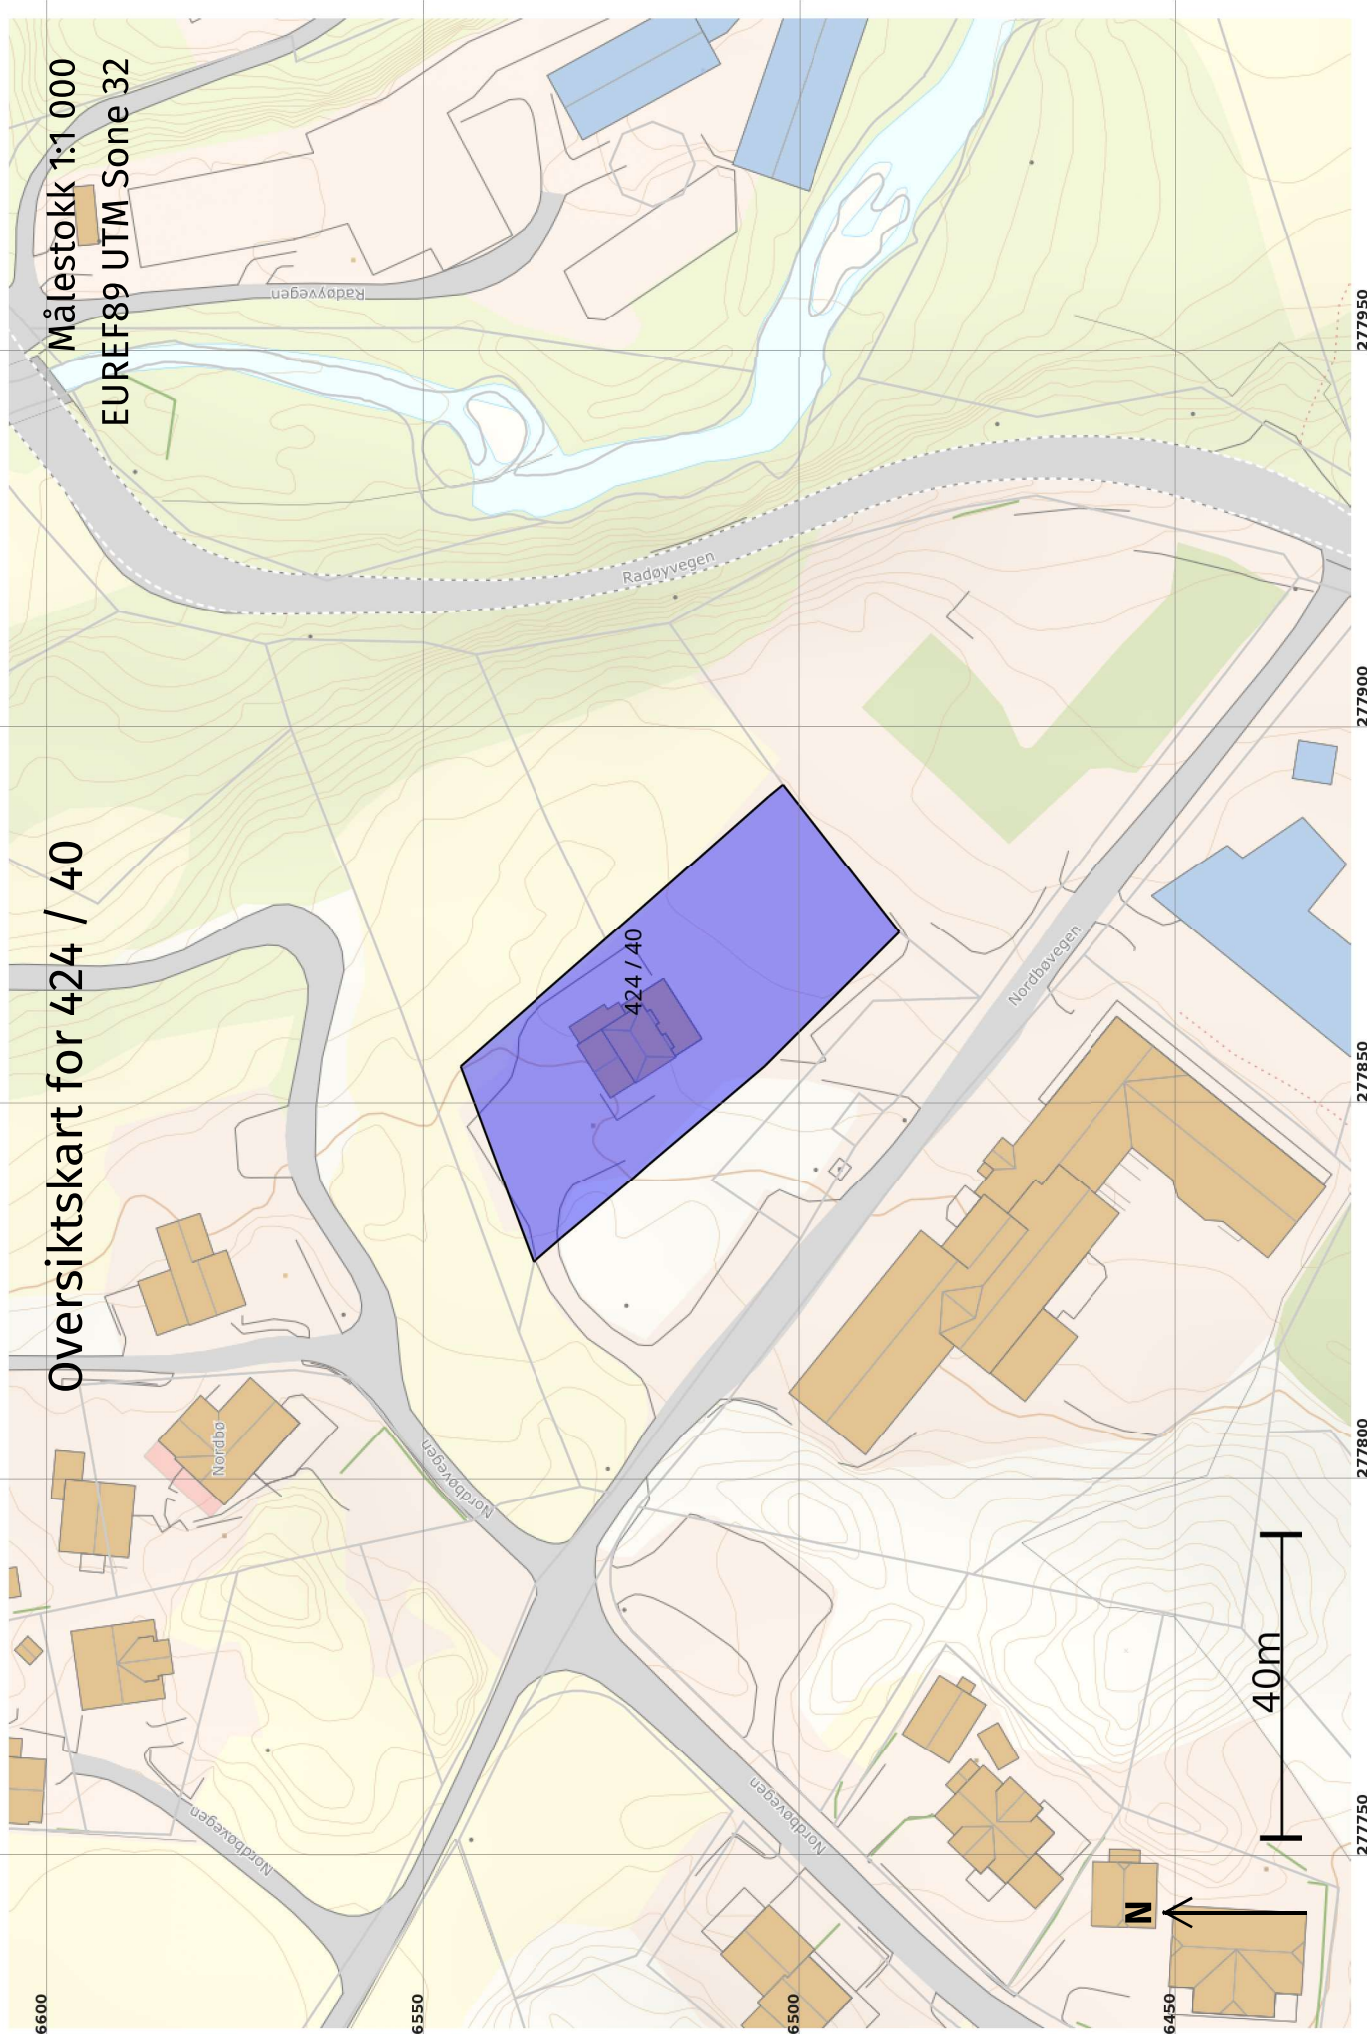 Oversiktskart for 424 / 40
Målestokk 1:1 000
EUREF89 UTM Sone 32
Radøyvegen
Radøyvegen
424 / 40
Nordbø
Nordbøvegen
Nordbøvegen
Nordbøvegen
Nordbøvegen
40m
N
6600
6550
6500
6450
277750
277800
277850
277900
277950